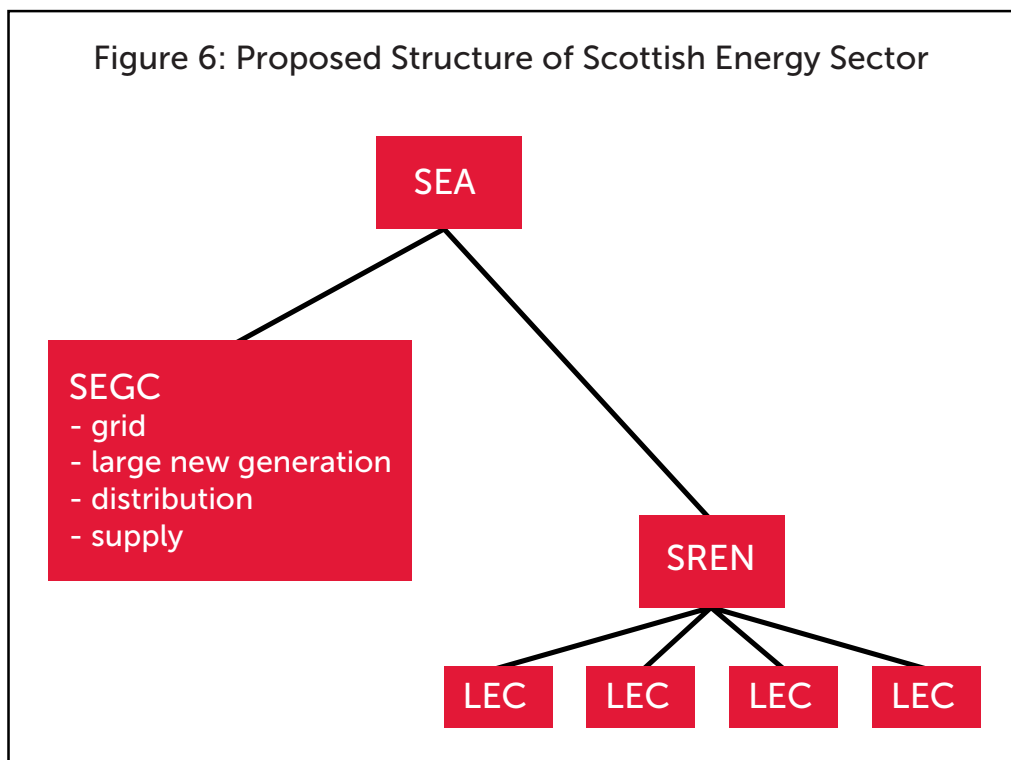 Figure 6: Proposed Structure of Scottish Energy Sector
SEA
SEGC
- grid
- large new generation
- distribution
- supply
SREN
LEC
LEC
LEC
LEC